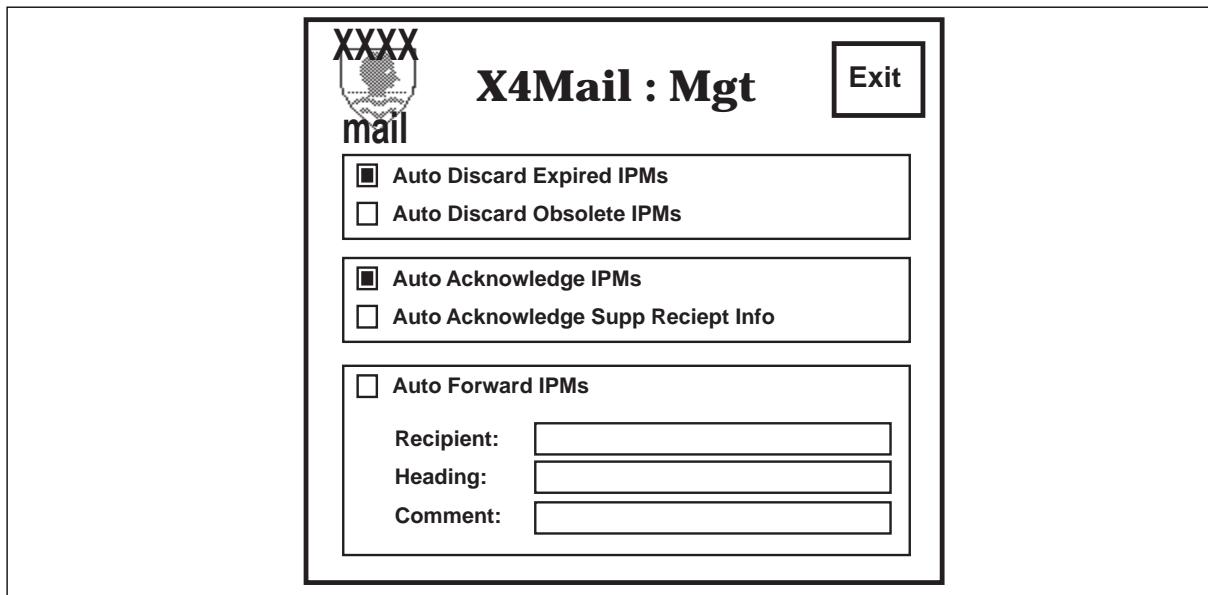 XXXX
mail
X4Mail : Mgt
Exit
Auto Discard Expired IPMs
Auto Discard Obsolete IPMs
Auto Acknowledge IPMs
Auto Acknowledge Supp Reciept Info
Auto Forward IPMs
Recipient:
Heading:
Comment: